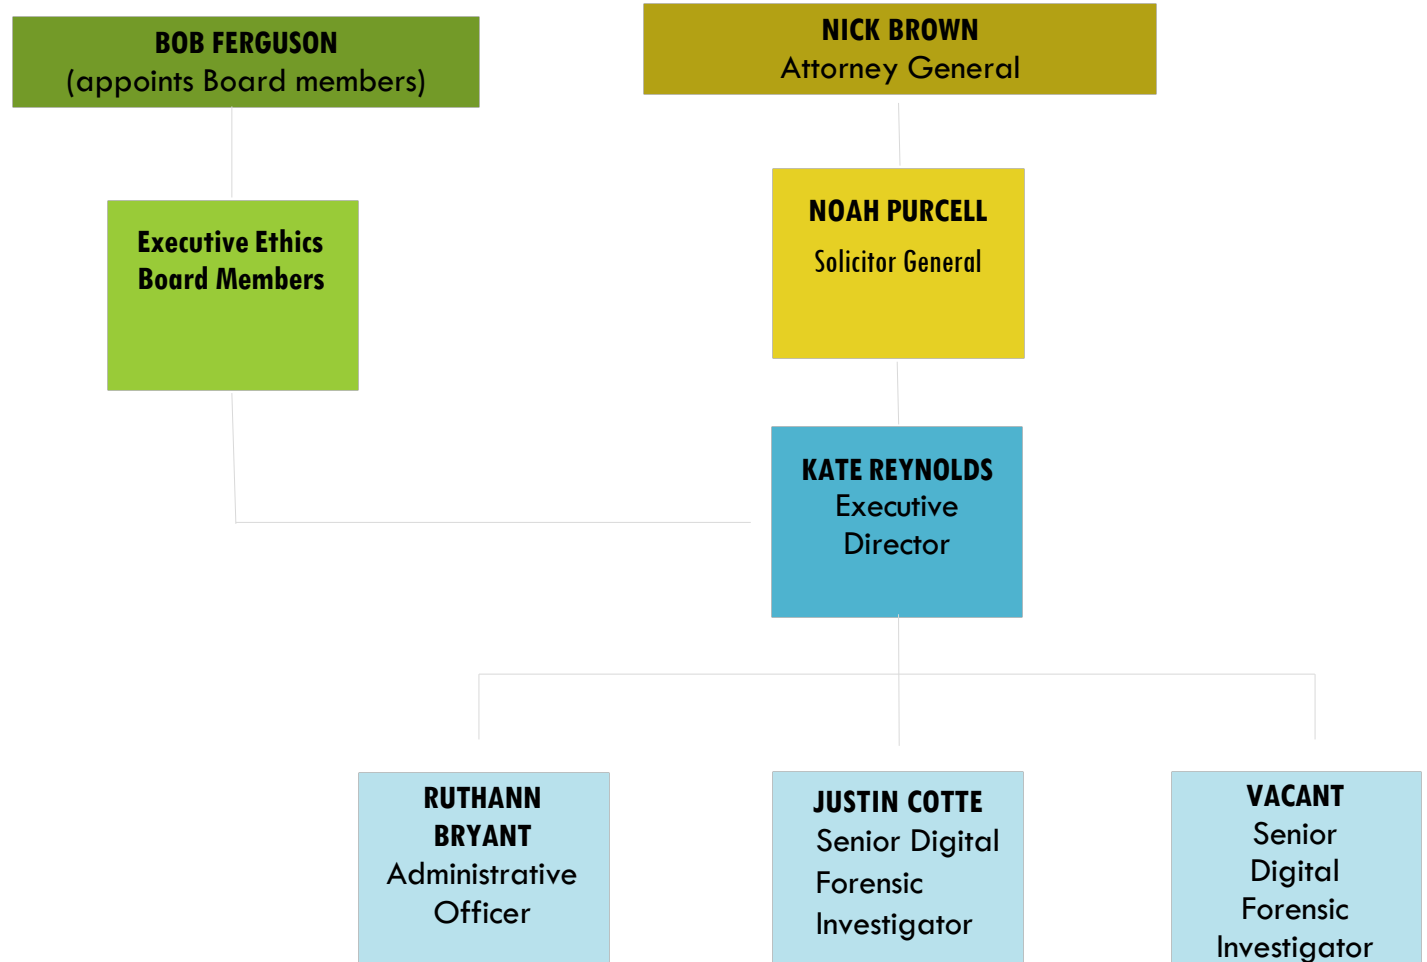 BOB FERGUSON
(appoints Board members)
NICK BROWN
Attorney General
Executive Ethics
Board Members
NOAH PURCELL
Solicitor General
KATE REYNOLDS
Executive
Director
RUTHANN
BRYANT
Administrative
Officer
JUSTIN COTTE
Senior Digital
Forensic
Investigator
VACANT
Senior
Digital
Forensic
Investigator